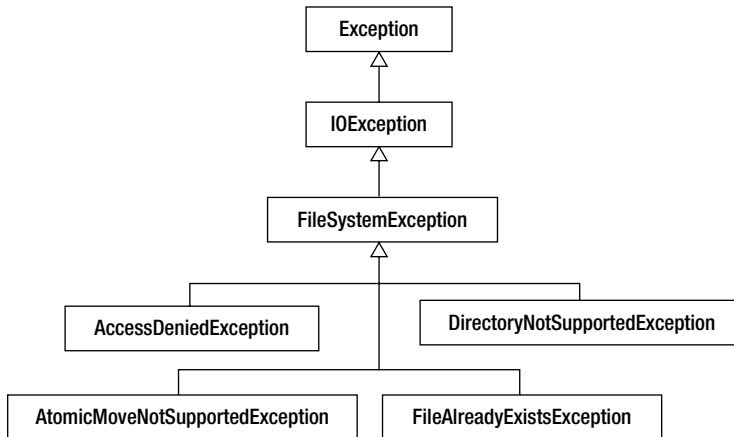 Exception
IOException
FileSystemException
AccessDeniedException
DirectoryNotSupportedException
AtomicMoveNotSupportedException
FileAlreadyExistsException